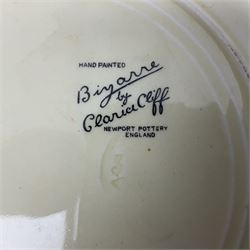 HAND PAINTED
Bizarre
by
Clarice Cliff
NEWPORT POTTERY
ENGLAND